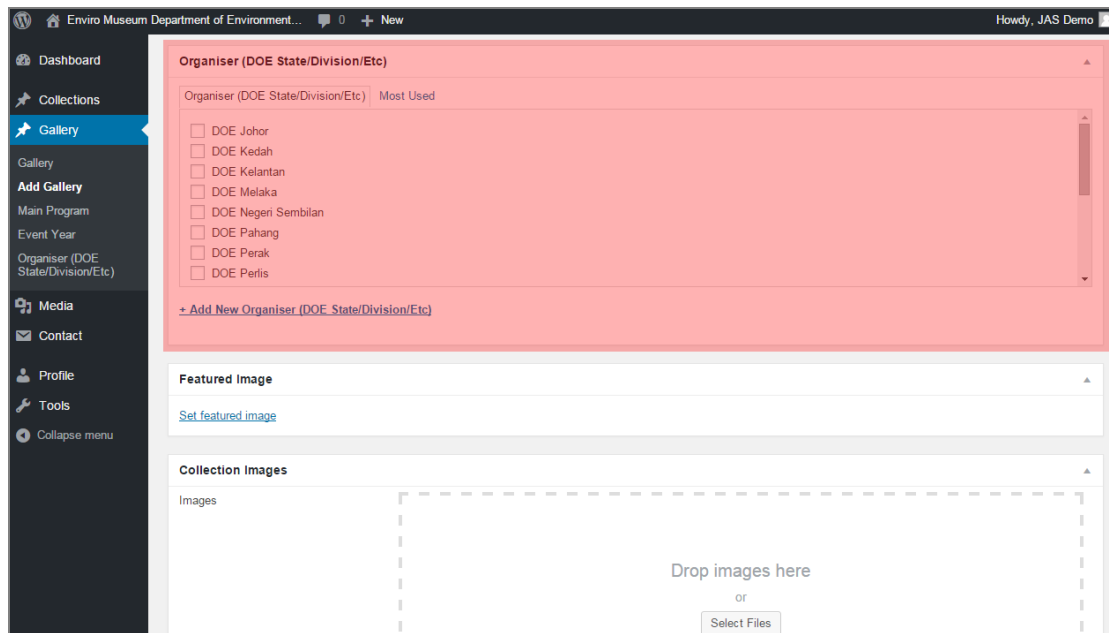 Enviro Museum Department of Environment... 0 + New Howdy, JAS Demo
Dashboard
Collections
Gallery
Gallery
Add Gallery
Main Program
Event Year
Organiser (DOE
State/Division/Etc)
Media
Contact
Profile
Tools
Collapse menu
Organiser (DOE State/Division/Etc)
Organiser (DOE State/Division/Etc) Most Used
DOE Johor
DOE Kedah
DOE Kelantan
DOE Melaka
DOE Negeri Sembilan
DOE Pahang
DOE Perak
DOE Perlis
+ Add New Organiser (DOE State/Division/Etc)
Featured Image
Set featured image
Collection Images
Images
Drop images here
or
Select Files